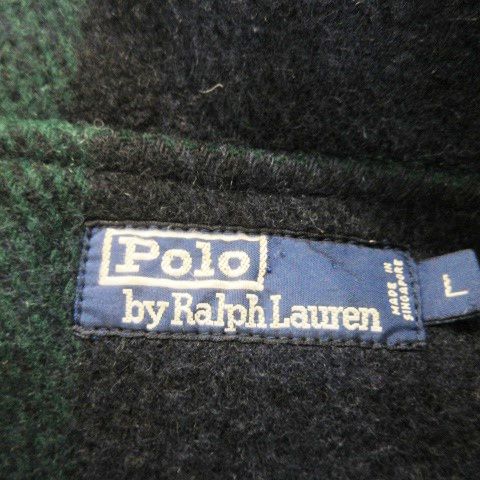 Polo
by Ralph Lauren
MADE IN
SINGAPORE
L